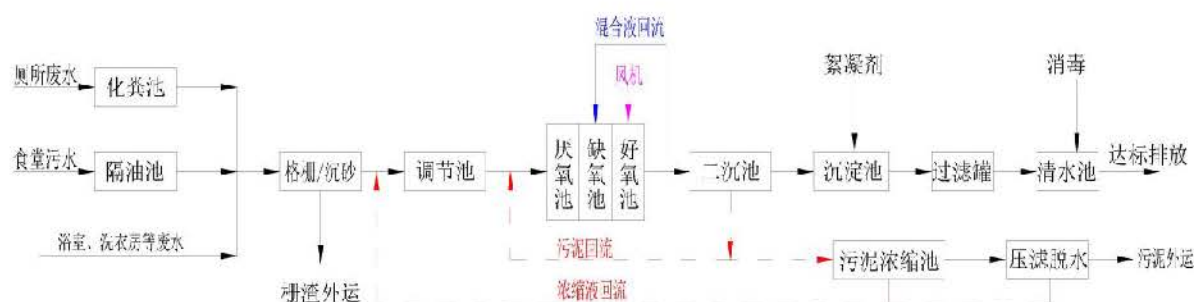 混合液回流
厕所废水
化粪池
风机
絮凝剂
消毒
食堂污水
隔油池
格栅/沉砂
调节池
厌氧池
缺氧池
好氧池
二沉池
沉淀池
过滤罐
清水池
达标排放
浴室、洗衣房等废水
污泥回流
污泥浓缩池
压滤脱水
污泥外运
栅渣外运
浓缩液回流